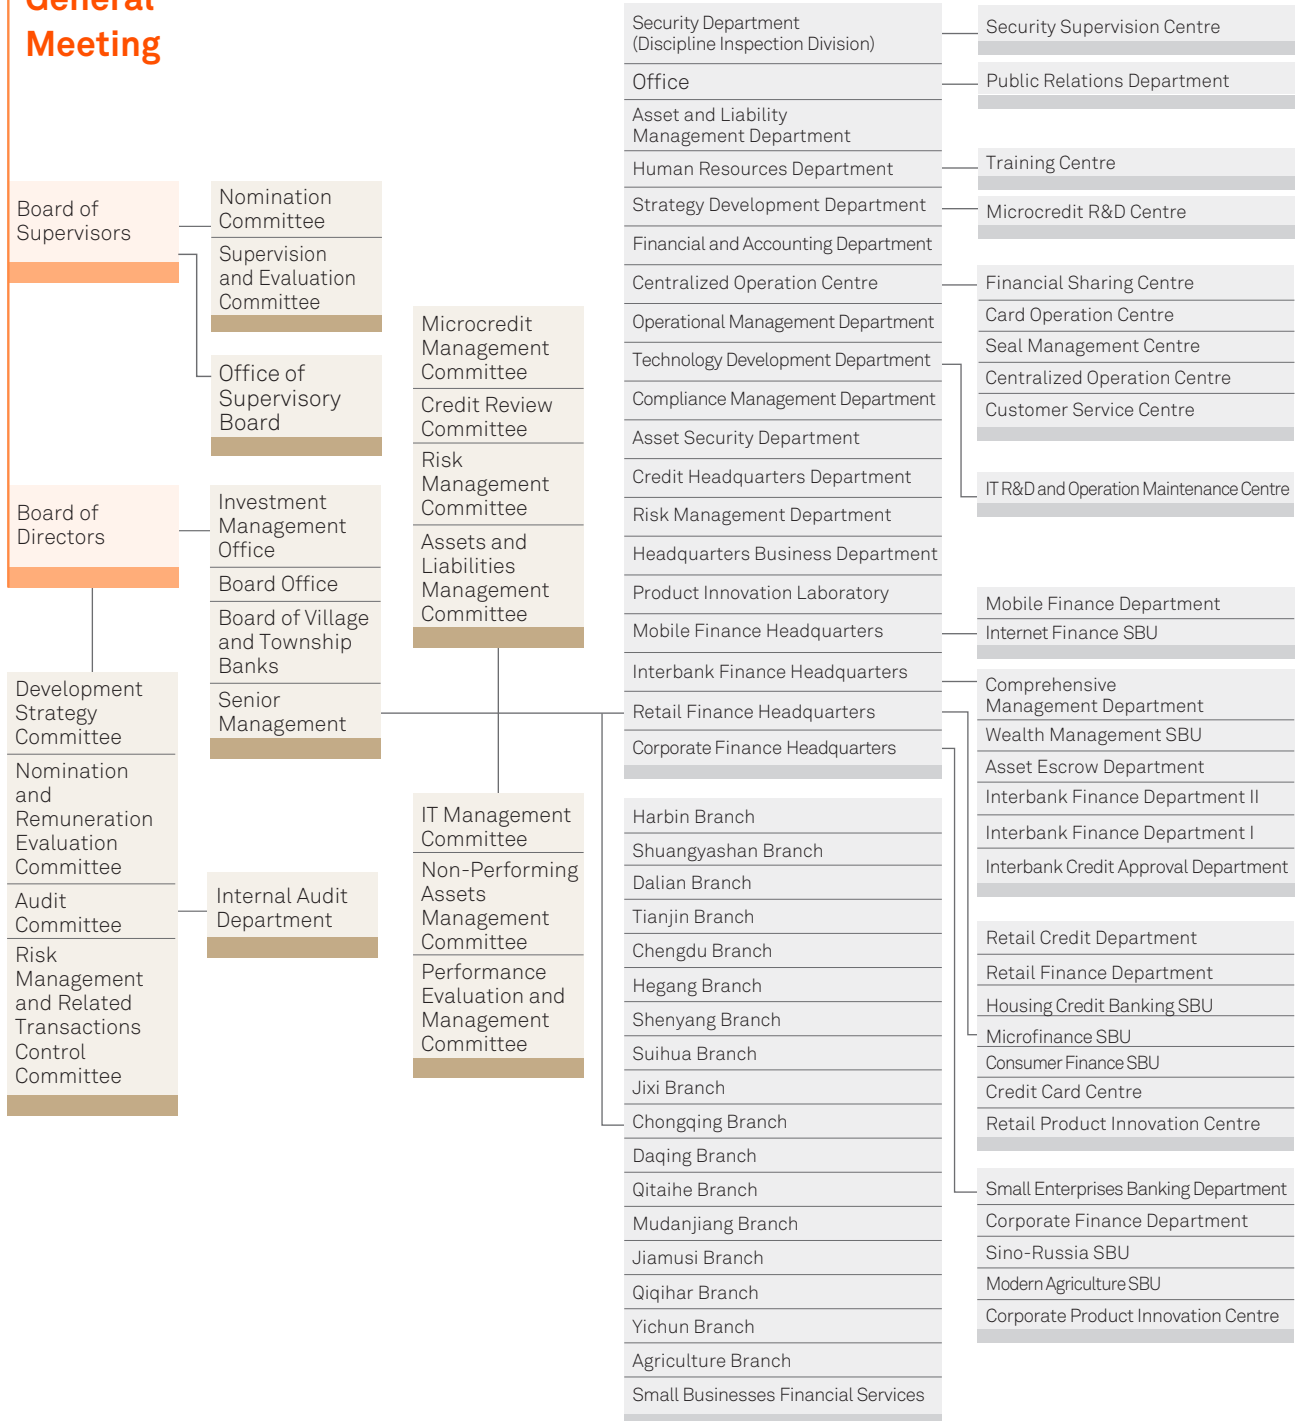 General
Meeting
Board of
Supervisors
Nomination
Committee
Supervision
and Evaluation
Committee
Office of
Supervisory
Board
Board of
Directors
Investment
Management
Office
Board Office
Board of Village
and Township
Banks
Senior
Management
Development
Strategy
Committee
Nomination
and
Remuneration
Evaluation
Committee
Audit
Committee
Risk
Management
and Related
Transactions
Control
Committee
Internal Audit
Department
Microcredit
Management
Committee
Credit Review
Committee
Risk
Management
Committee
Assets and
Liabilities
Management
Committee
IT Management
Committee
Non-Performing
Assets
Management
Committee
Performance
Evaluation and
Management
Committee
Security Department
(Discipline Inspection Division)
Office
Asset and Liability
Management Department
Human Resources Department
Strategy Development Department
Financial and Accounting Department
Centralized Operation Centre
Operational Management Department
Technology Development Department
Compliance Management Department
Asset Security Department
Credit Headquarters Department
Risk Management Department
Headquarters Business Department
Product Innovation Laboratory
Mobile Finance Headquarters
Interbank Finance Headquarters
Retail Finance Headquarters
Corporate Finance Headquarters
Harbin Branch
Shuangyashan Branch
Dalian Branch
Tianjin Branch
Chengdu Branch
Hegang Branch
Shenyang Branch
Suihua Branch
Jixi Branch
Chongqing Branch
Daqing Branch
Qitaihe Branch
Mudanjiang Branch
Jiamusi Branch
Qiqihar Branch
Yichun Branch
Agriculture Branch
Small Businesses Financial Services
Security Supervision Centre
Public Relations Department
Training Centre
Microcredit R&D Centre
Financial Sharing Centre
Card Operation Centre
Seal Management Centre
Centralized Operation Centre
Customer Service Centre
IT R&D and Operation Maintenance Centre
Mobile Finance Department
Internet Finance SBU
Comprehensive
Management Department
Wealth Management SBU
Asset Escrow Department
Interbank Finance Department II
Interbank Finance Department I
Interbank Credit Approval Department
Retail Credit Department
Retail Finance Department
Housing Credit Banking SBU
Microfinance SBU
Consumer Finance SBU
Credit Card Centre
Retail Product Innovation Centre
Small Enterprises Banking Department
Corporate Finance Department
Sino-Russia SBU
Modern Agriculture SBU
Corporate Product Innovation Centre